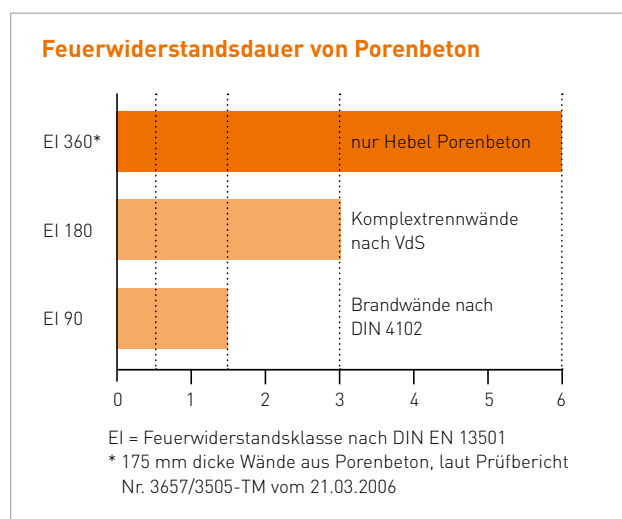 Feuerwiderstandsdauer von Porenbeton
EI 360*
nur Hebel Porenbeton
EI 180
Komplextrennwände
nach VdS
EI 90
Brandwände nach
DIN 4102
0 1 2 3 4 5 6
EI = Feuerwiderstandsklasse nach DIN EN 13501
* 175 mm dicke Wände aus Porenbeton, laut Prüfbericht
Nr. 3657/3505-TM vom 21.03.2006